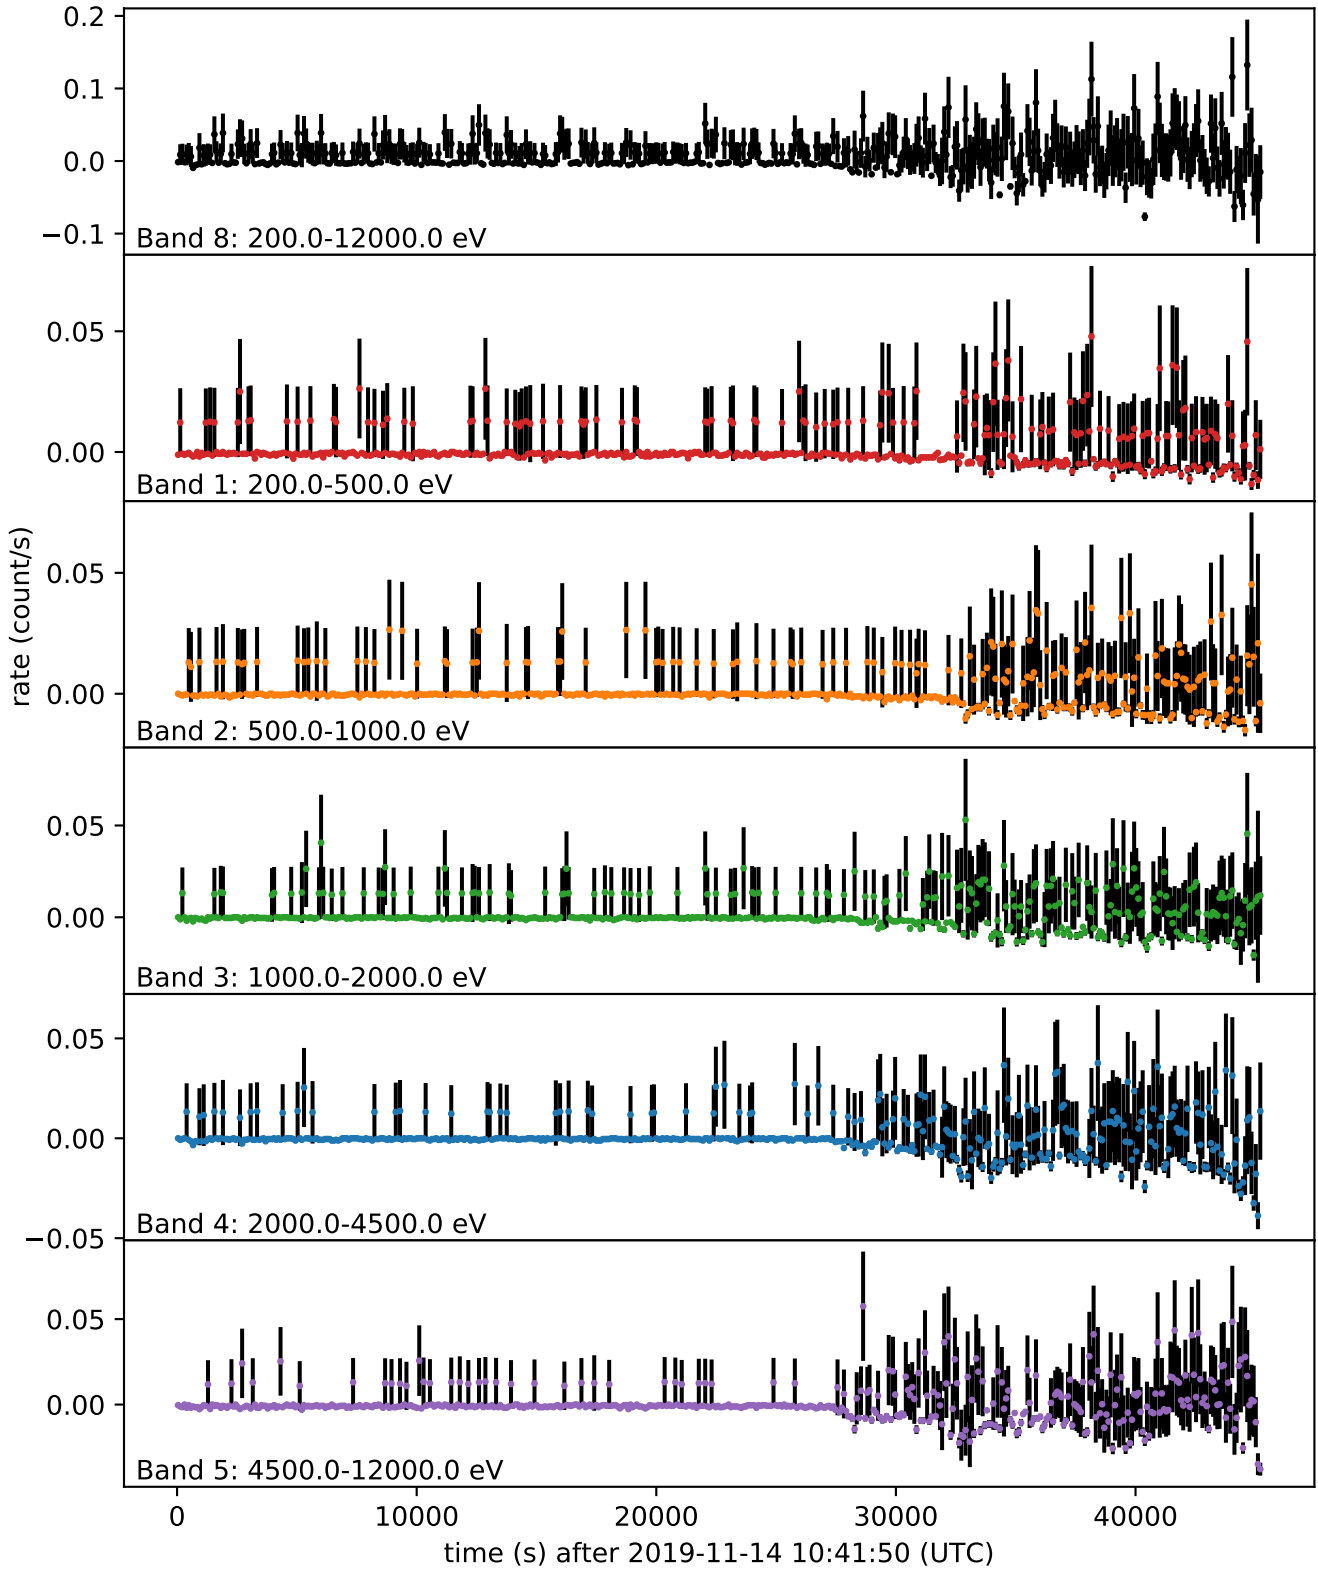 0.2
0.1
0.0
−0.1
Band 8: 200.0-12000.0 eV
0.05
0.00
Band 1: 200.0-500.0 eV
rate (count/s)
0.05
0.00
Band 2: 500.0-1000.0 eV
0.05
0.00
Band 3: 1000.0-2000.0 eV
0.05
0.00
−0.05
Band 4: 2000.0-4500.0 eV
0.05
0.00
Band 5: 4500.0-12000.0 eV
0 10000 20000 30000 40000
time (s) after 2019-11-14 10:41:50 (UTC)